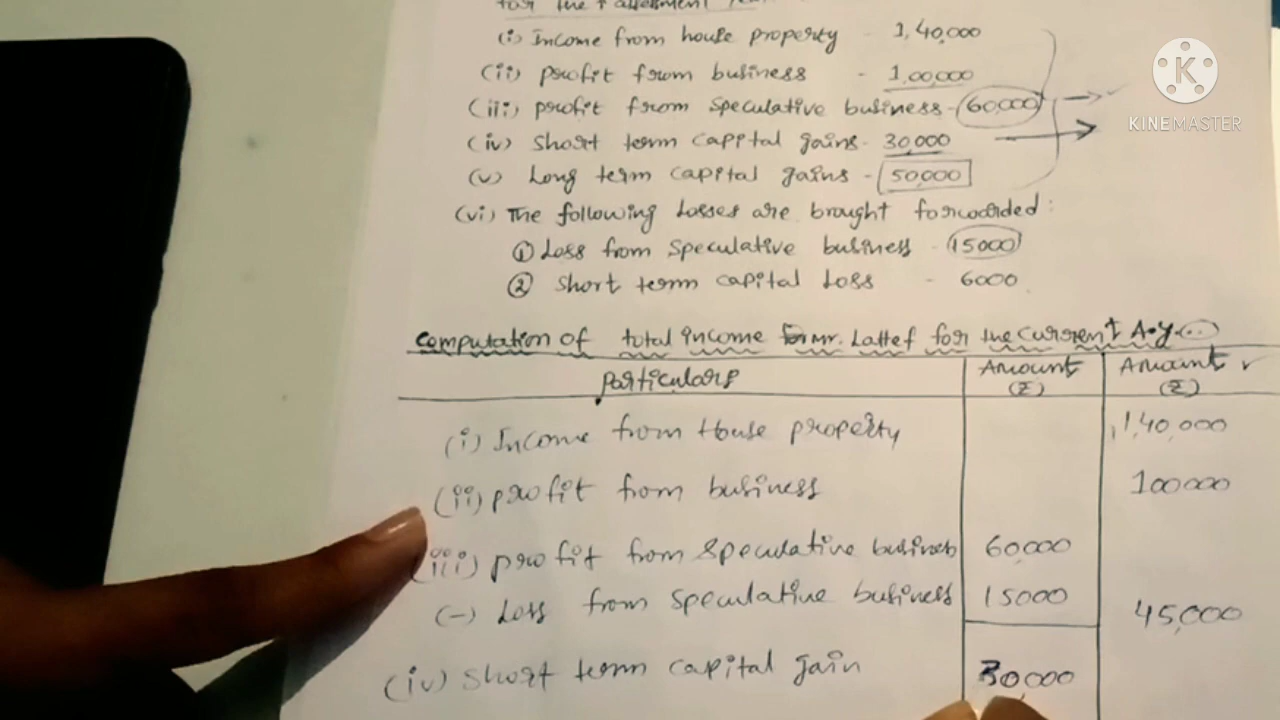 for the
(i) Income from house property - 1,40,000
(ii) profit from business - 1,00,000
(iii) profit from speculative business - 60,000
(iv) short term cappital gains - 30,000
(v) Long term capital gains - 50,000
(vi) The following Losses are brought forwarded :
① Loss from speculative business - 15000
② short term capital Loss - 6000
K
KINEMASTER
Computation of total income for Mr. Lattef for the current A.y...
particulars Amount (₹) Amount (₹)
(i) Income from House property 1,40,000
(ii) profit from business 100000
(iii) profit from speculative business 60,000
(-) Loss from speculative business 15000 45,000
(iv) short term capital gain 30,000